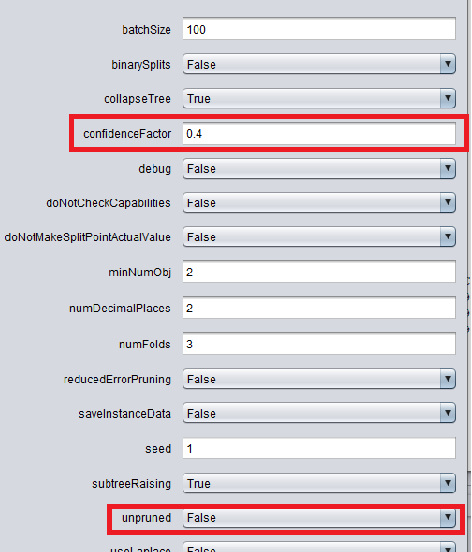 batchSize 100
binarySplits False
collapseTree True
confidenceFactor 0.4
debug False
doNotCheckCapabilities False
doNotMakeSplitPointActualValue False
minNumObj 2
numDecimalPlaces 2
numFolds 3
reducedErrorPruning False
saveInstanceData False
seed 1
subtreeRaising True
unpruned False
useLaplace False